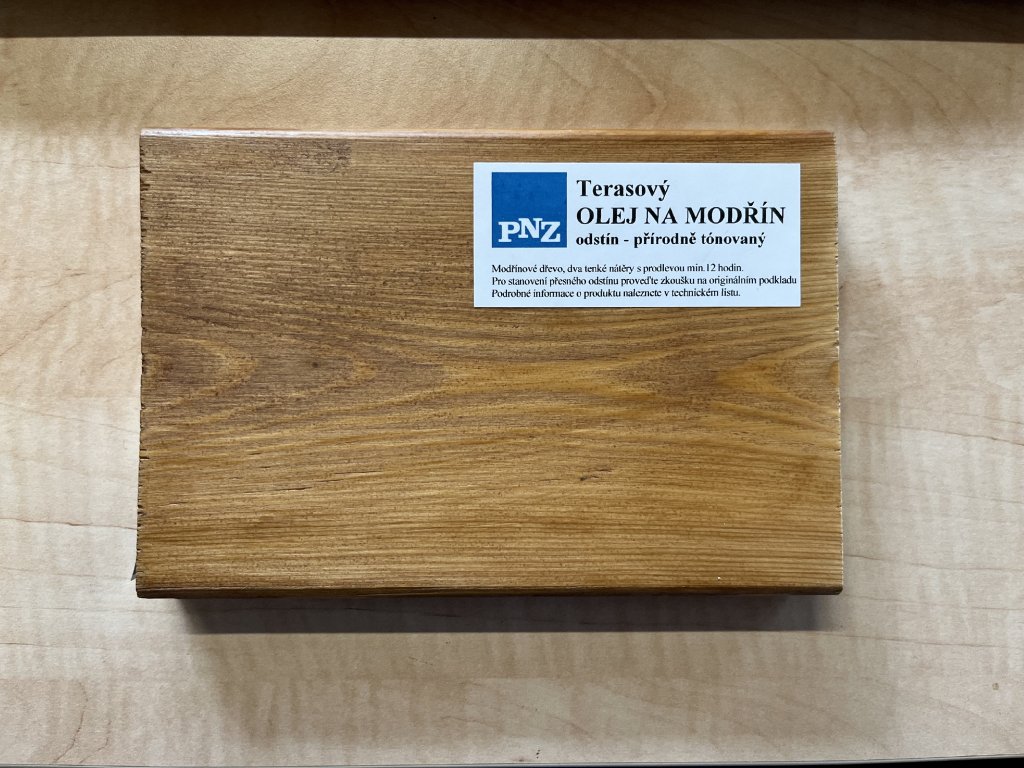 PNZ
Terasový
OLEJ NA MODŘÍN
odstín - přírodně tónovaný
Modřínové dřevo, dva tenké nátěry s prodlevou min.12 hodin.
Pro stanovení přesného odstínu proveďte zkoušku na originálním podkladu
Podrobné informace o produktu naleznete v technickém listu.